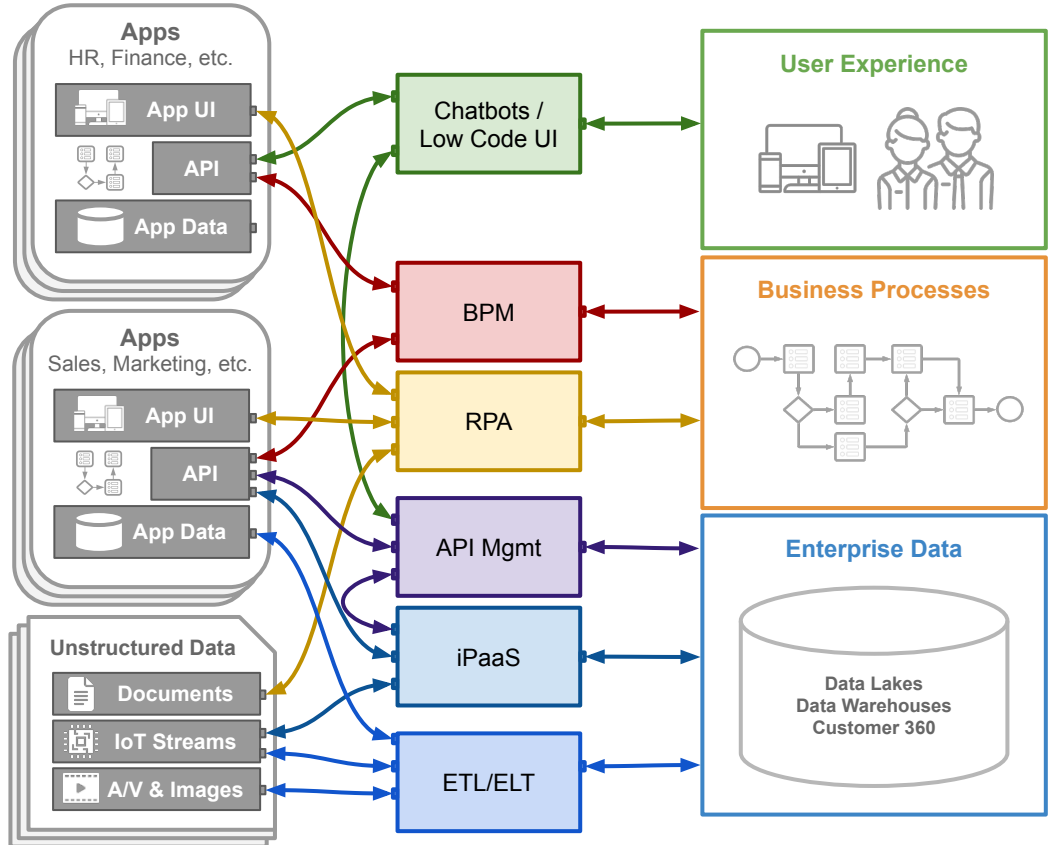 Apps
HR, Finance, etc.
App UI
API
App Data
Apps
Sales, Marketing, etc.
App UI
API
App Data
Unstructured Data
Documents
IoT Streams
A/V & Images
Chatbots /
Low Code UI
BPM
RPA
API Mgmt
iPaaS
ETL/ELT
User Experience
Business Processes
Enterprise Data
Data Lakes
Data Warehouses
Customer 360